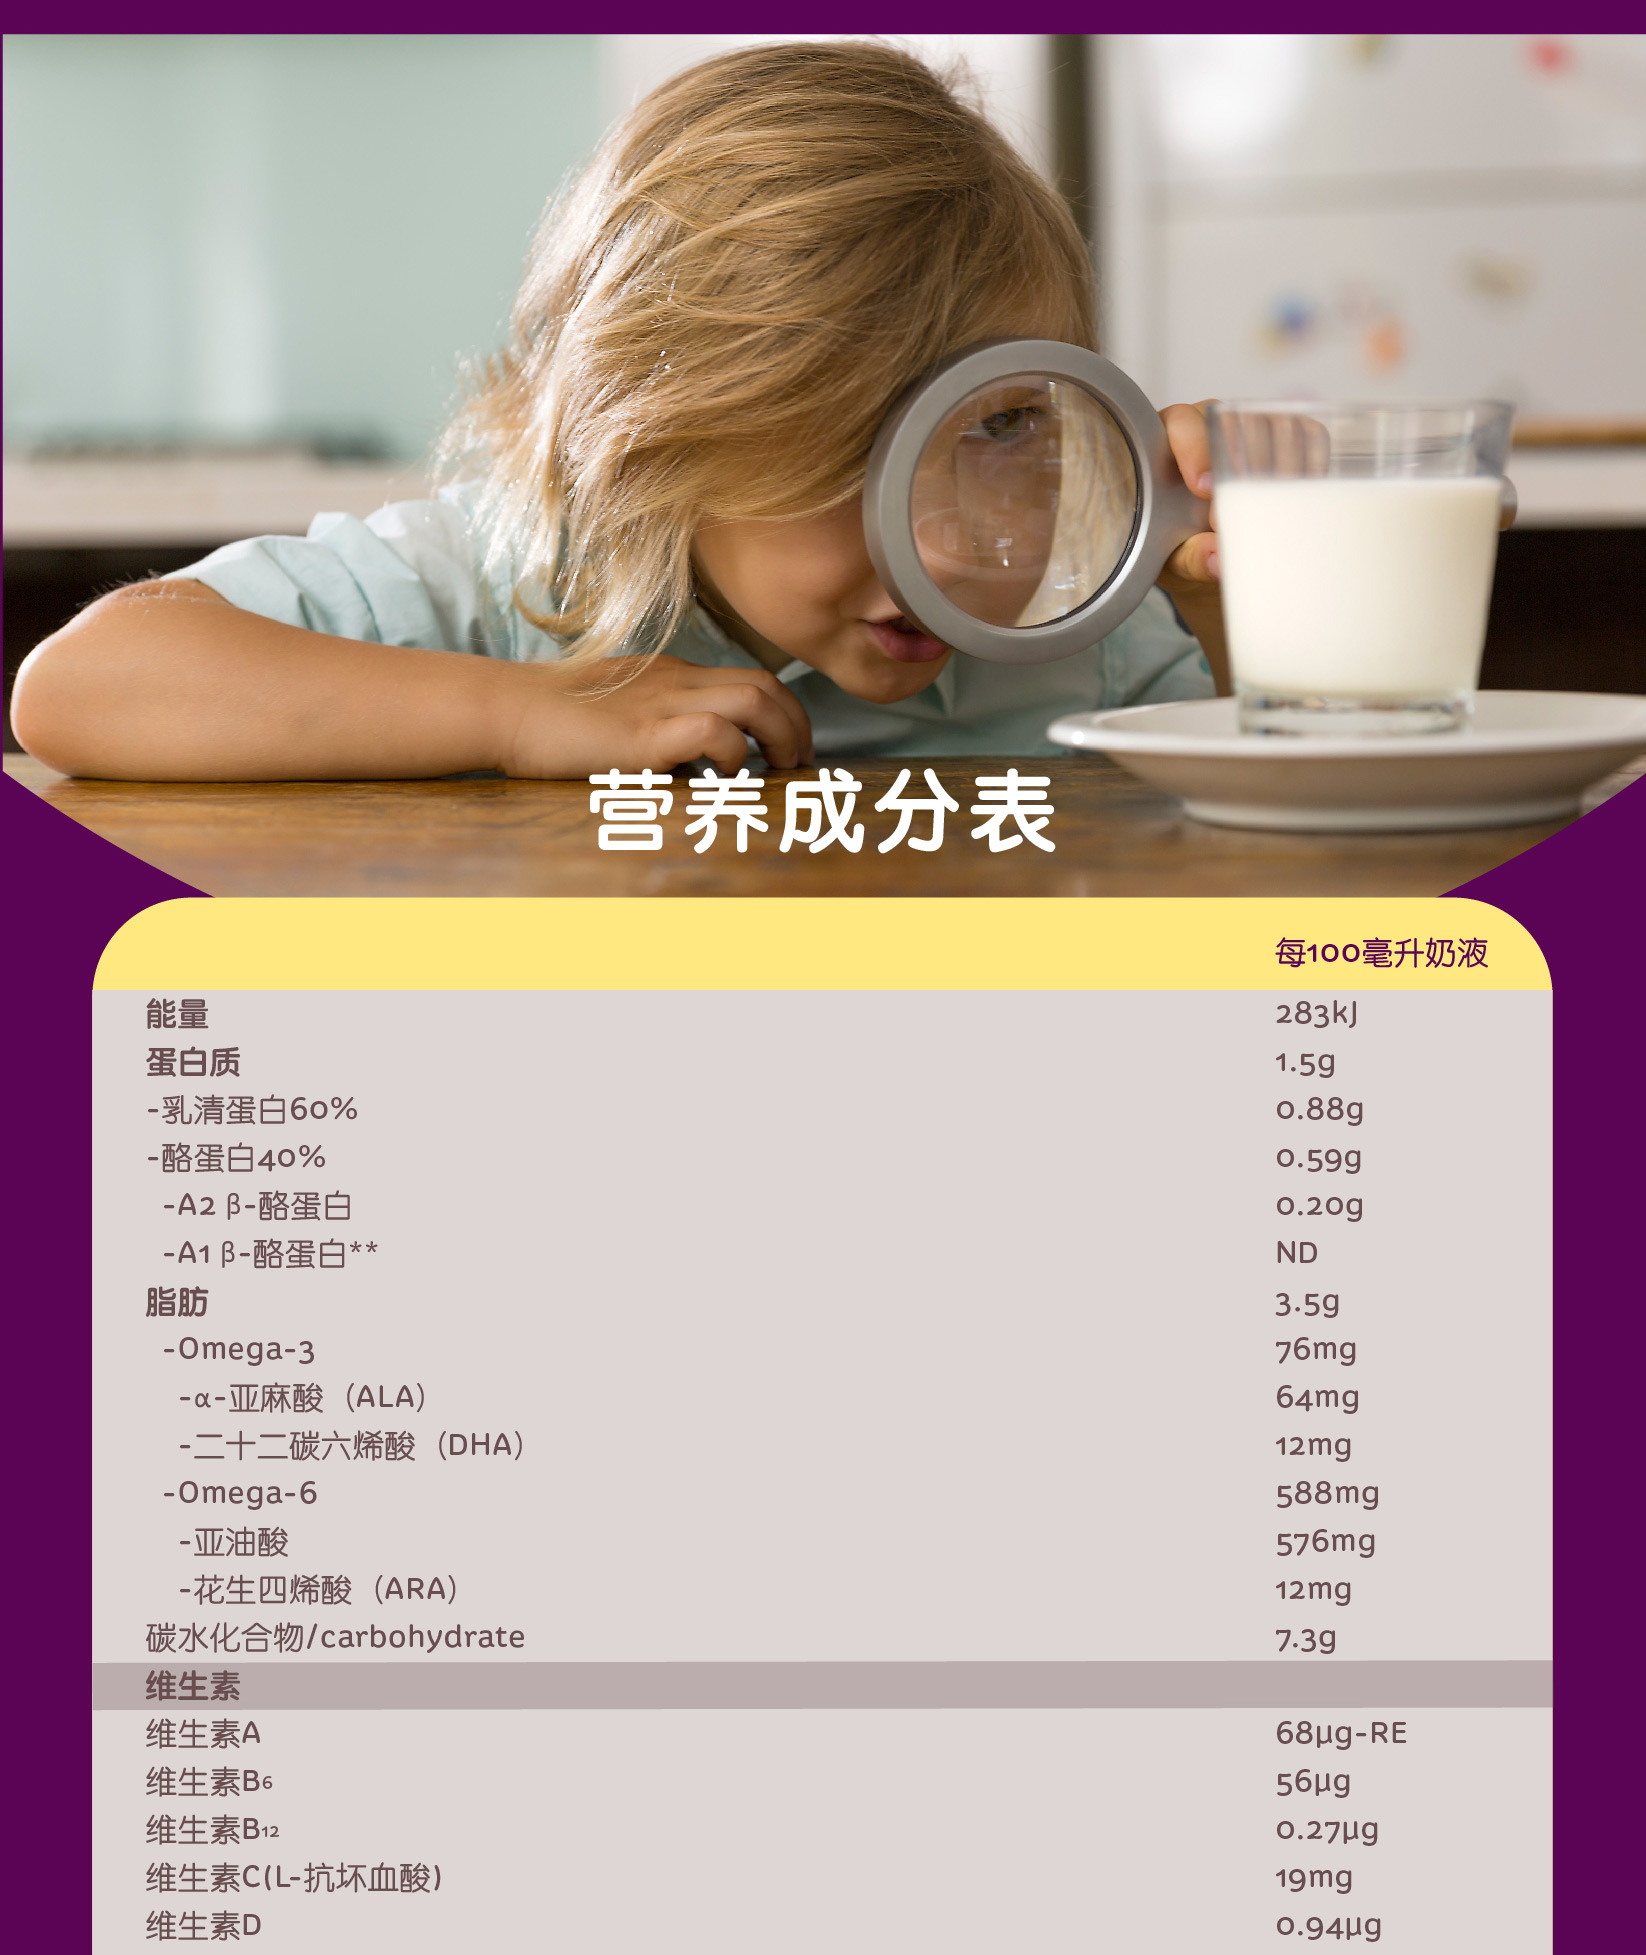 营养成分表
每100毫升奶液
能量 283kJ
蛋白质 1.5g
-乳清蛋白60% 0.88g
-酪蛋白40% 0.59g
-A2 β-酪蛋白 0.20g
-A1 β-酪蛋白** ND
脂肪 3.5g
-Omega-3 76mg
-α-亚麻酸（ALA） 64mg
-二十二碳六烯酸（DHA） 12mg
-Omega-6 588mg
-亚油酸 576mg
-花生四烯酸（ARA） 12mg
碳水化合物/carbohydrate 7.3g
维生素
维生素A 68μg-RE
维生素B6 56μg
维生素B12 0.27μg
维生素C(L-抗坏血酸) 19mg
维生素D 0.94μg